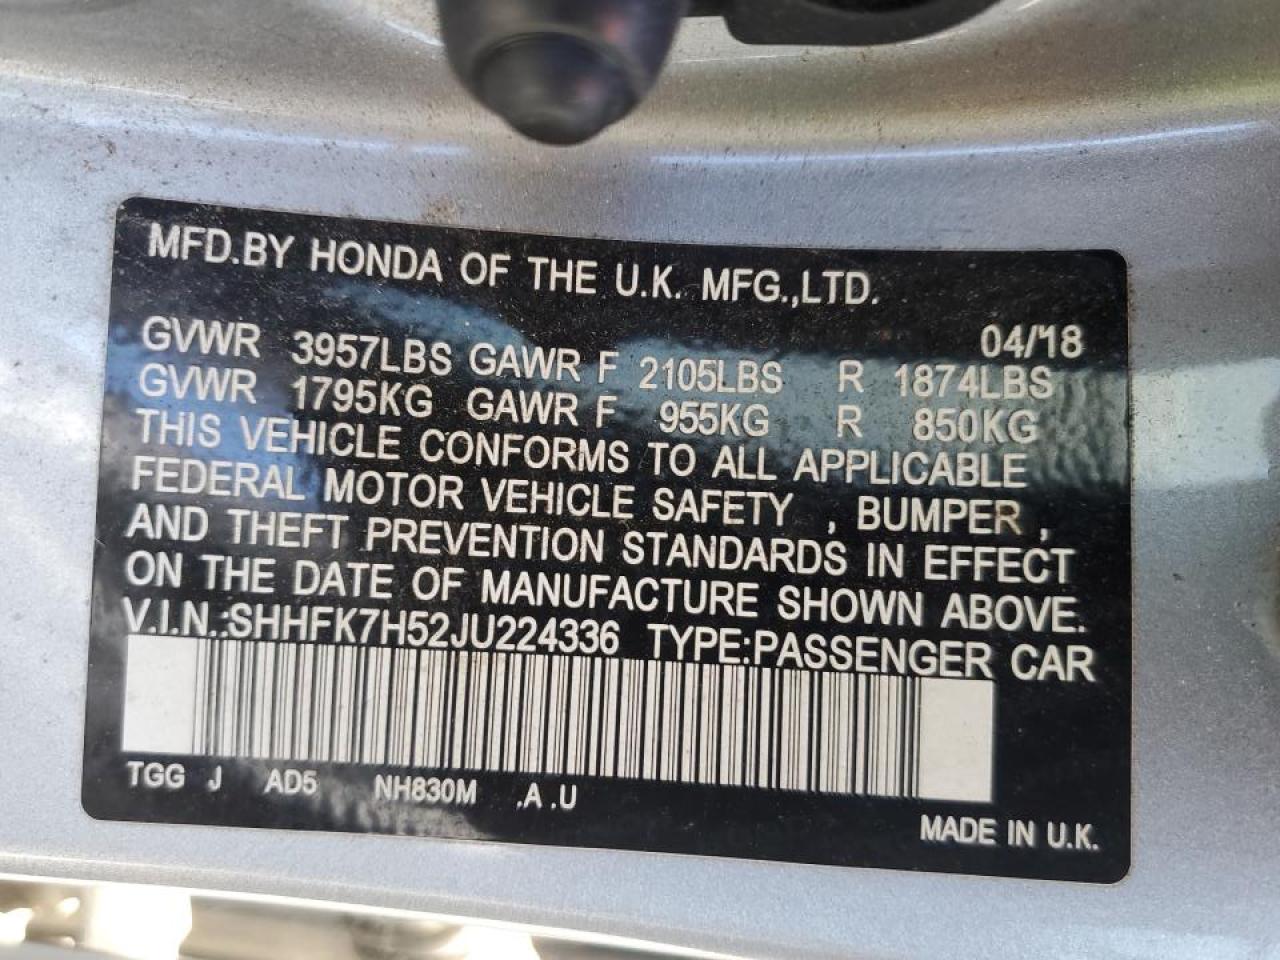 MFD.BY HONDA OF THE U.K. MFG.,LTD.
04/'18
GVWR 3957LBS GAWR F 2105LBS R 1874LBS
GVWR 1795KG GAWR F 955KG R 850KG
THIS VEHICLE CONFORMS TO ALL APPLICABLE
FEDERAL MOTOR VEHICLE SAFETY , BUMPER ,
AND THEFT PREVENTION STANDARDS IN EFFECT
ON THE DATE OF MANUFACTURE SHOWN ABOVE.
V.I.N.:SHHFK7H52JU224336 TYPE:PASSENGER CAR
TGG J AD5 NH830M .A .U
MADE IN U.K.